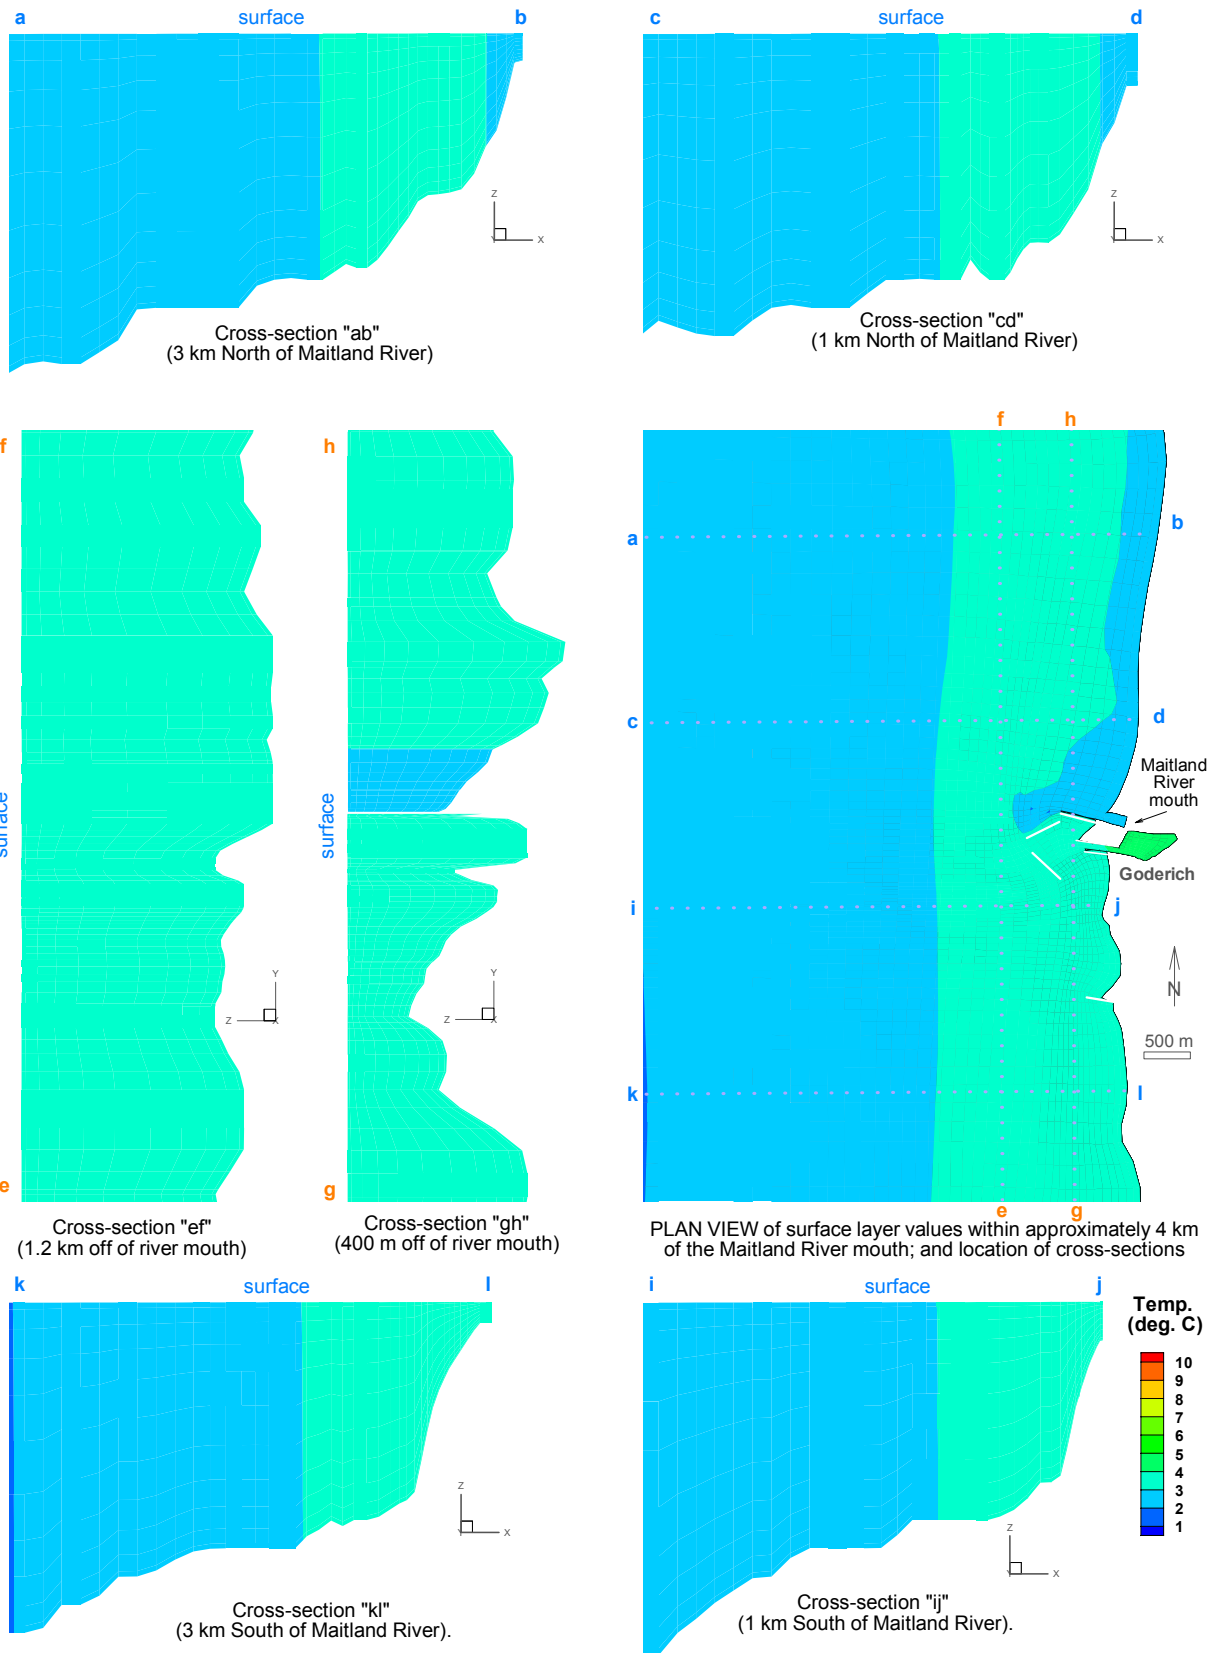 a surface b
c surface d
Z
X
Z
X
Cross-section "ab"
(3 km North of Maitland River)
Cross-section "cd"
(1 km North of Maitland River)
f
h
f h
a
b
c
d
Maitland
River
mouth
surface
surface
Goderich
i
j
Y
Z
X
Y
Z
X
N
500 m
k
l
e
g
e g
Cross-section "ef"
(1.2 km off of river mouth)
Cross-section "gh"
(400 m off of river mouth)
PLAN VIEW of surface layer values within approximately 4 km
of the Maitland River mouth; and location of cross-sections
k surface l
i surface j
Temp.
(deg. C)
10
9
8
7
6
5
4
3
2
1
Z
Y X
Z
Y X
Cross-section "kl"
(3 km South of Maitland River).
Cross-section "ij"
(1 km South of Maitland River).